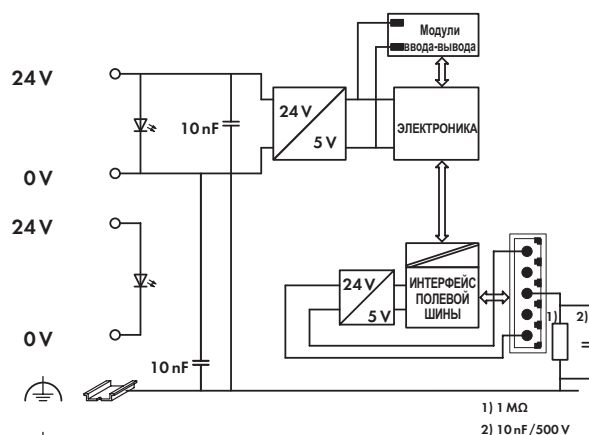 Модули
ввода-вывода
24 V
10 nF
24 V
5 V
ЭЛЕКТРОНИКА
0 V
24 V
24 V
5 V
ИНТЕРФЕЙС
ПОЛЕВОЙ
ШИНЫ
1)
2)
0 V
10 nF
1) 1 MΩ
2) 10 nF/500 V